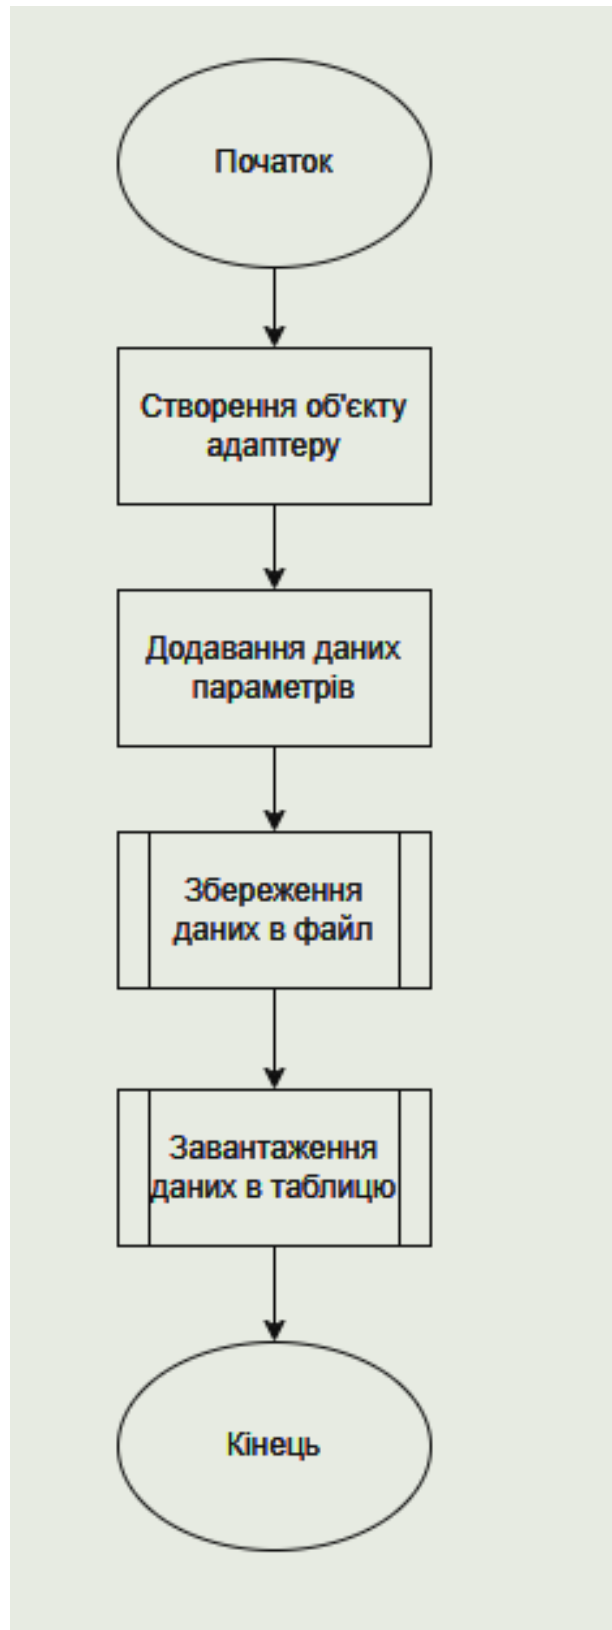 Початок
Створення об'єкту
адаптеру
Додавання даних
параметрів
Збереження
даних в файл
Завантаження
даних в таблицю
Кінець